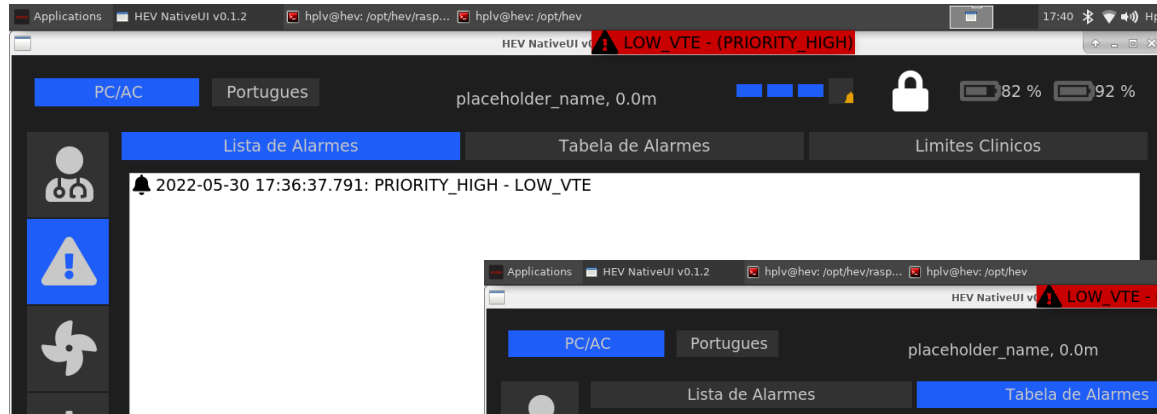 Applications HEV NativeUI v0.1.2 hplv@hev: /opt/hev/rasp... hplv@hev: /opt/hev 17:40
HEV NativeUI v LOW_VTE - (PRIORITY_HIGH)
PC/AC Portugues placeholder_name, 0.0m 82 % 92 %
Lista de Alarmes Tabela de Alarmes Limites Clinicos
2022-05-30 17:36:37.791: PRIORITY_HIGH - LOW_VTE
Applications HEV NativeUI v0.1.2 hplv@hev: /opt/hev/rasp... hplv@hev: /opt/hev
HEV NativeUI v LOW_VTE -
PC/AC Portugues placeholder_name, 0.0m
Lista de Alarmes Tabela de Alarmes